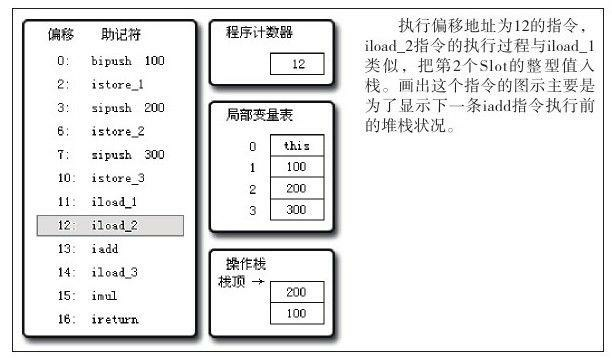 偏移 助记符
0: bipush 100
2: istore_1
3: sipush 200
6: istore_2
7: sipush 300
10: istore_3
11: iload_1
12: iload_2
13: iadd
14: iload_3
15: imul
16: ireturn
程序计数器
12
局部变量表
0 this
1 100
2 200
3 300
操作栈
栈顶 →
200
100
执行偏移地址为12的指令，
iload_2指令的执行过程与iload_1
类似，把第2个Slot的整型值入
栈。画出这个指令的图示主要是
为了显示下一条iadd指令执行前
的堆栈状况。